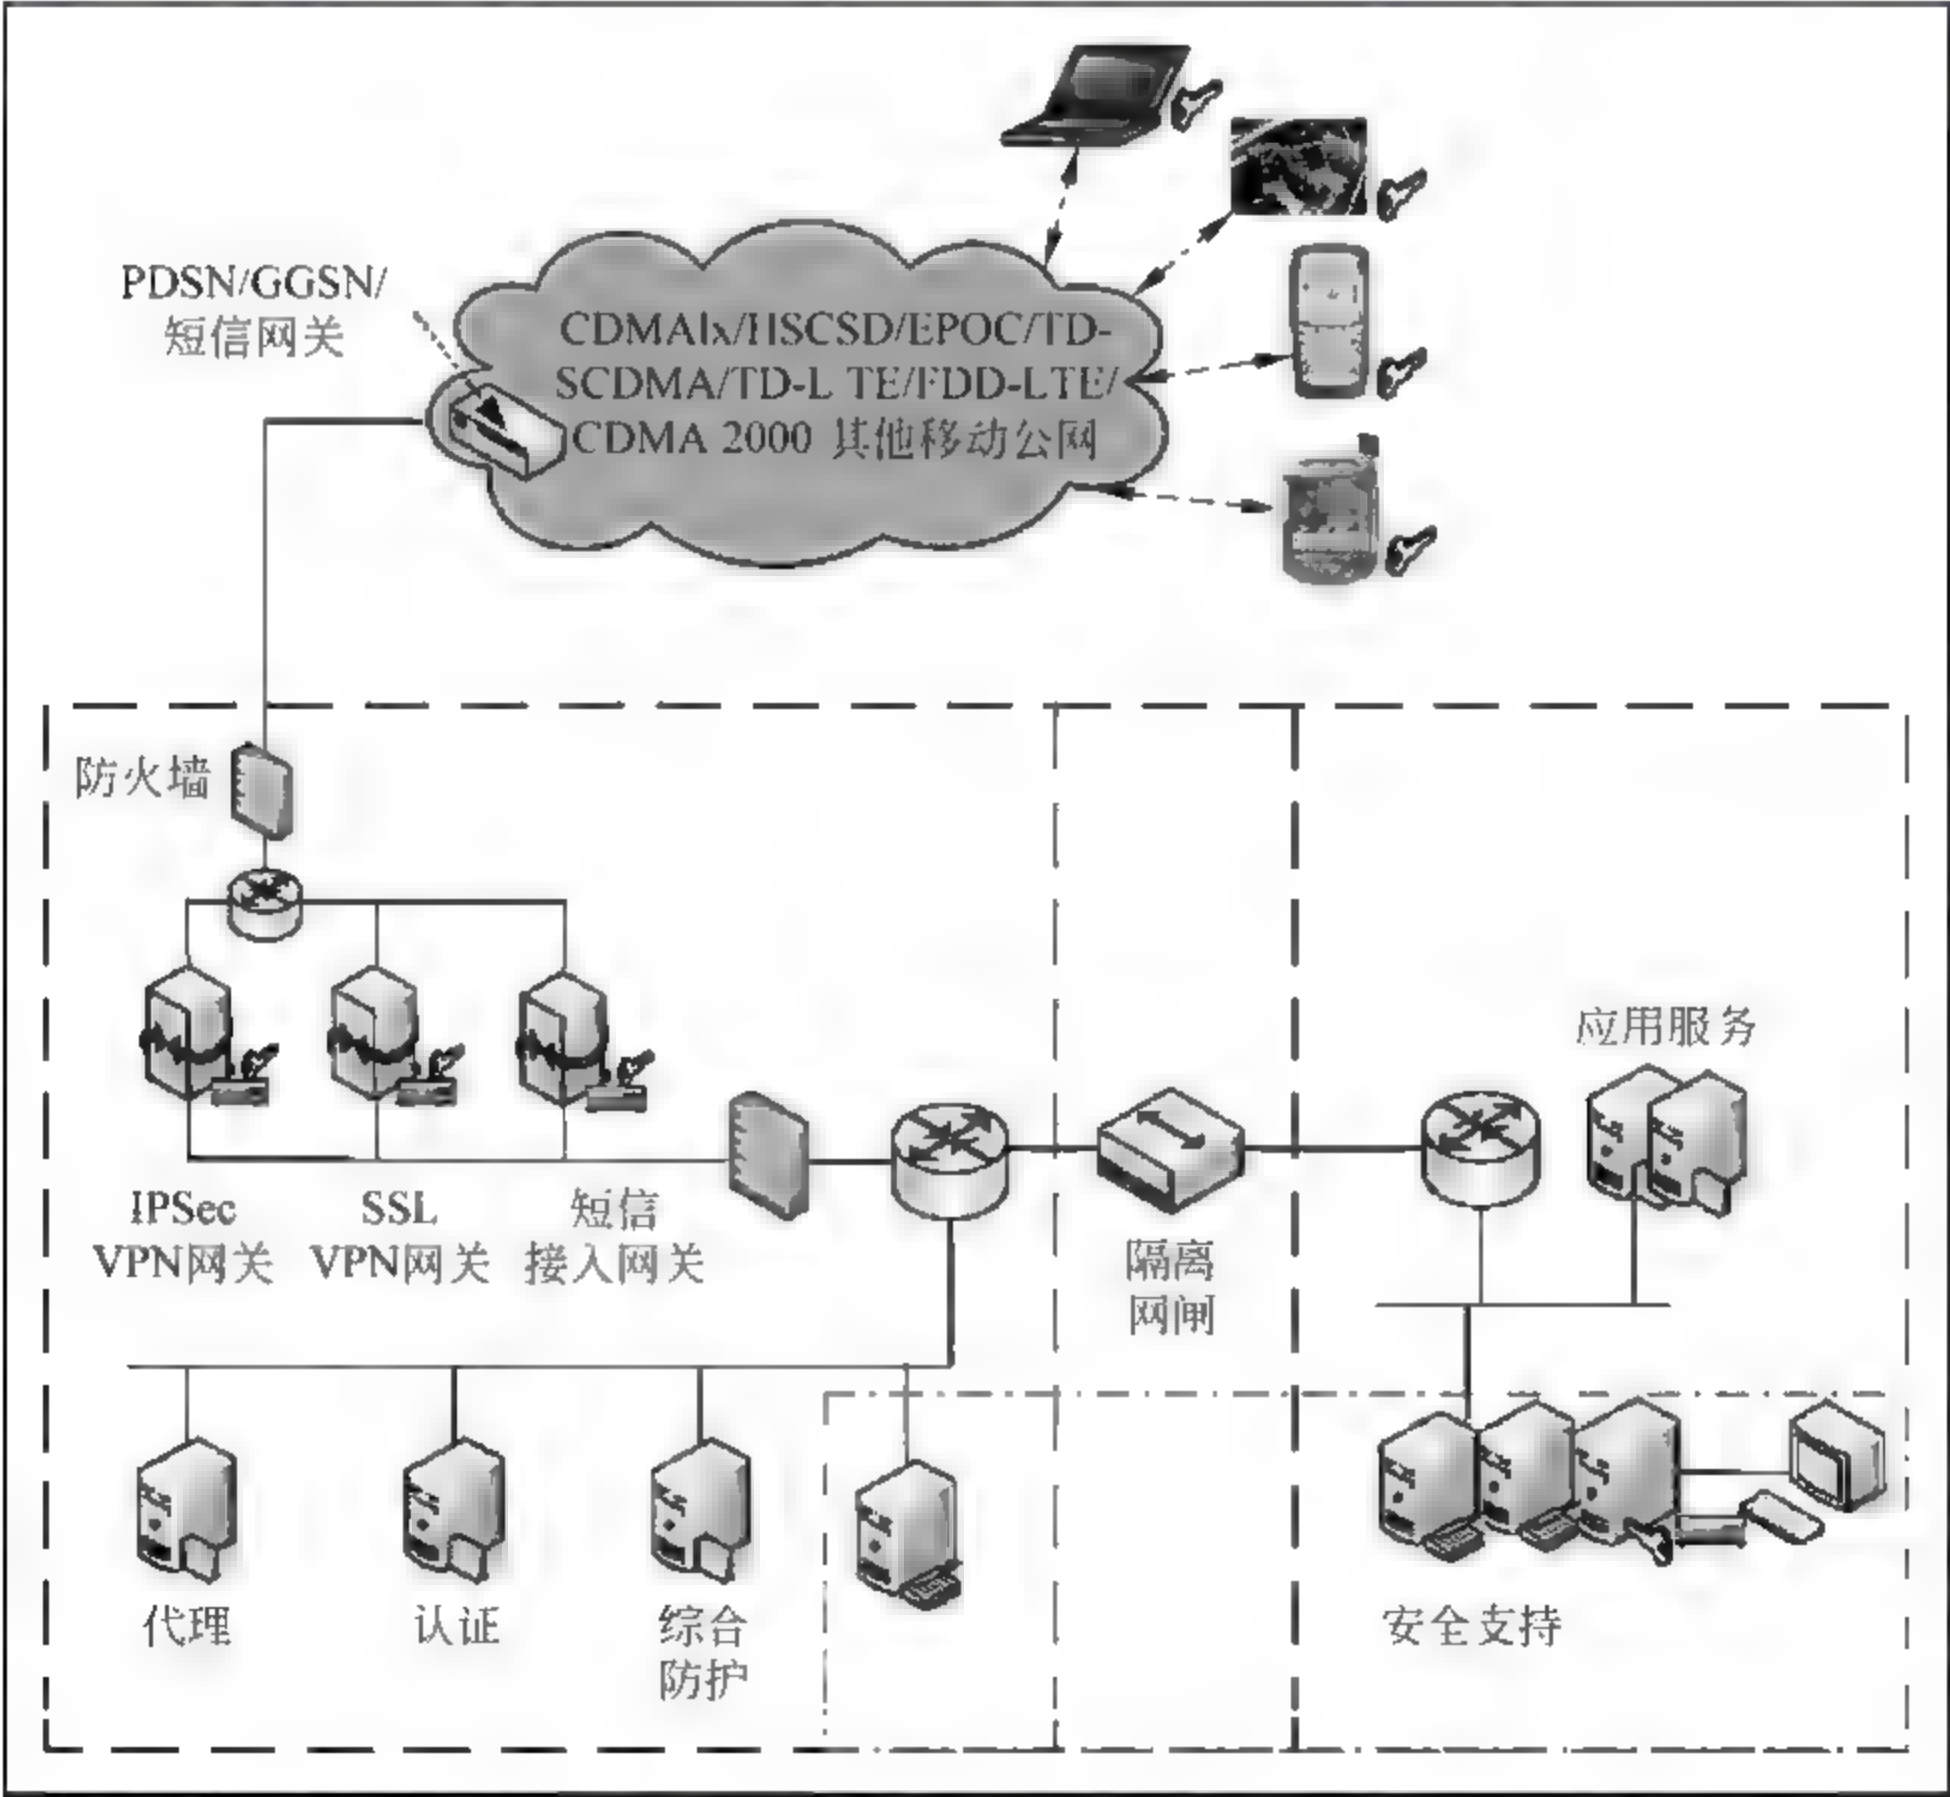 PDSN/GGSN/
短信网关
CDMAlx/HSCSD/EPOC/TD-
SCDMA/TD-L TE/FDD-LTE/
CDMA 2000 其他移动公网
防火墙
应用服务
IPSec
VPN网关
SSL
VPN网关
短信
接入网关
隔离
网闸
代理
认证
综合
防护
安全支持